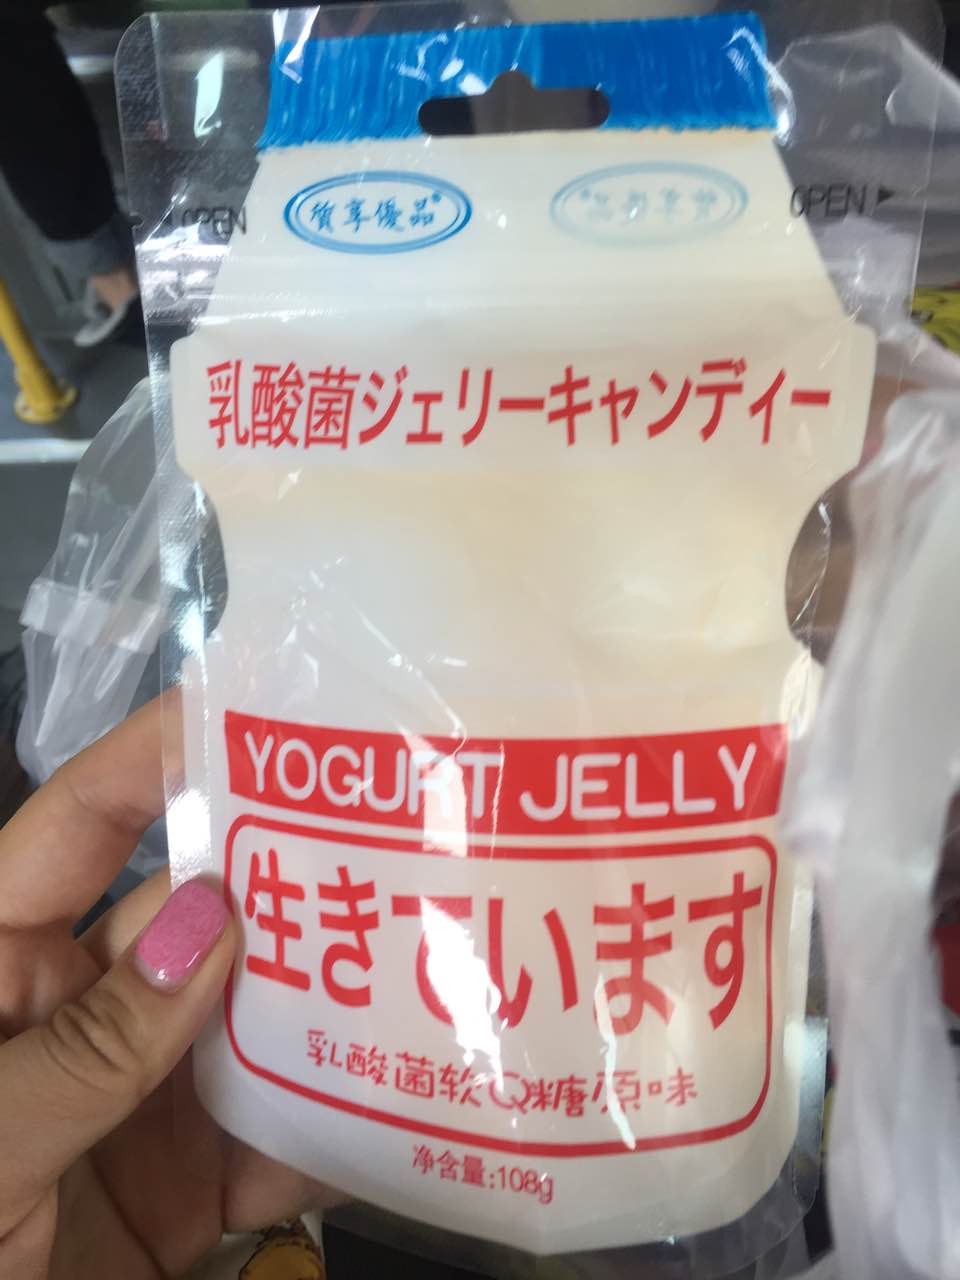 OPEN
質享優品
OPEN
乳酸菌ジェリーキャンディー
YOGURT JELLY
生きています
乳酸菌软Q糖原味
净含量:108g